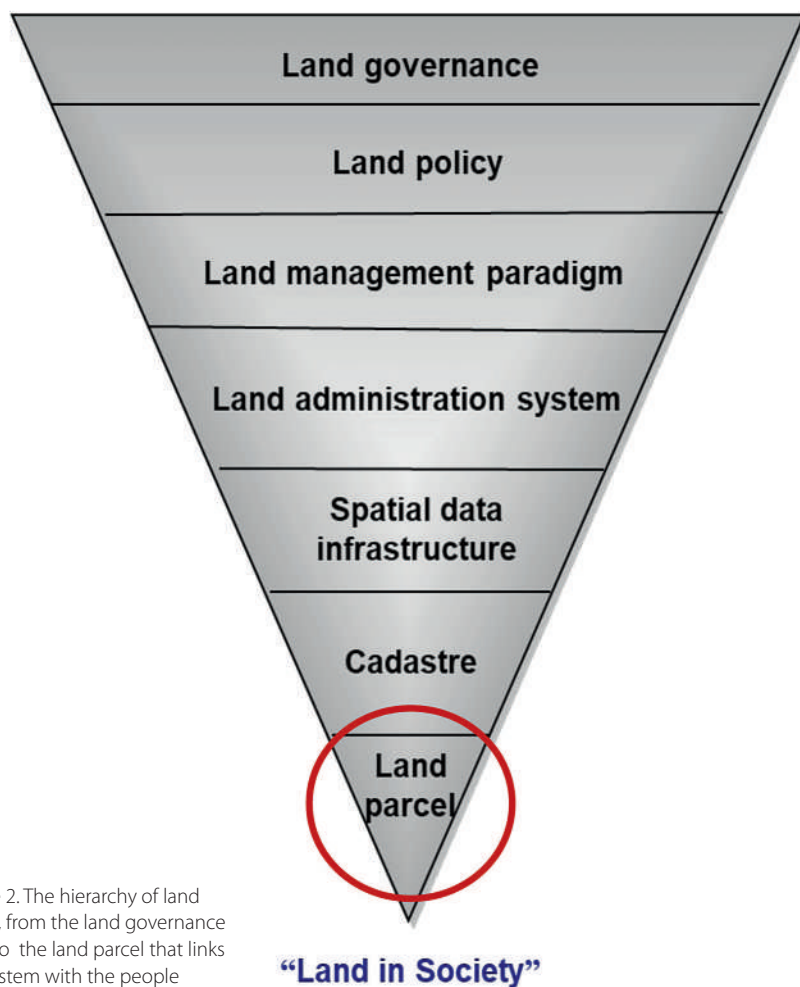 Land governance
Land policy
Land management paradigm
Land administration system
Spatial data
infrastructure
Cadastre
Land
parcel
2. The hierarchy of land
from the land governance
the land parcel that links
with the people
“Land in Society”